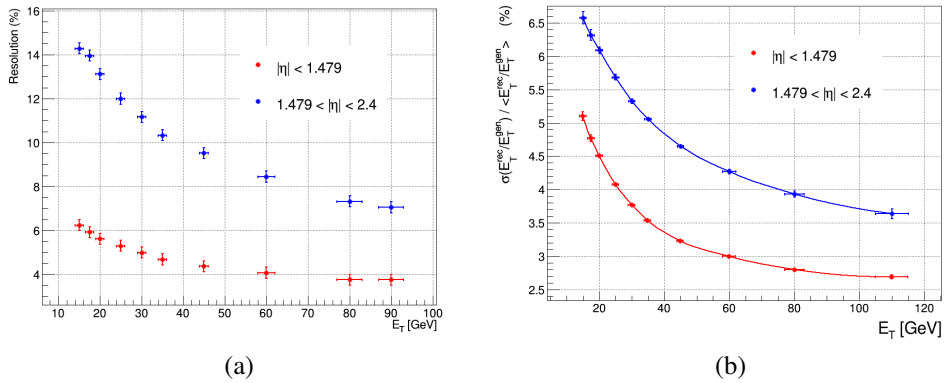 Resolution (%)
16
14
12
10
8
6
4
10 20 30 40 50 60 70 80 90 100
E_T [GeV]
|η| < 1.479
1.479 < |η| < 2.4
(a)
σ(E_T^rec/E_T^gen) / <E_T^rec/E_T^gen> (%)
6.5
6
5.5
5
4.5
4
3.5
3
2.5
20 40 60 80 100 120
E_T [GeV]
|η| < 1.479
1.479 < |η| < 2.4
(b)